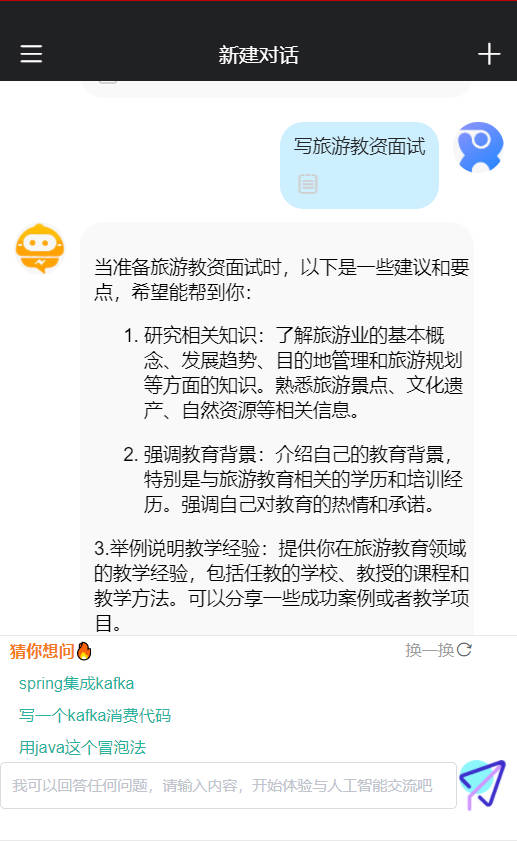 新建对话
写旅游教资面试
当准备旅游教资面试时，以下是一些建议和要
点，希望能帮到你：
1. 研究相关知识：了解旅游业的基本概
念、发展趋势、目的地管理和旅游规划
等方面的知识。熟悉旅游景点、文化遗
产、自然资源等相关信息。
2. 强调教育背景：介绍自己的教育背景，
特别是与旅游教育相关的学历和培训经
历。强调自己对教育的热情和承诺。
3.举例说明教学经验：提供你在旅游教育领域
的教学经验，包括任教的学校、教授的课程和
教学方法。可以分享一些成功案例或者教学项
目。
猜你想问🔥 换一换
spring集成kafka
写一个kafka消费代码
用java这个冒泡法
我可以回答任何问题，请输入内容，开始体验与人工智能交流吧